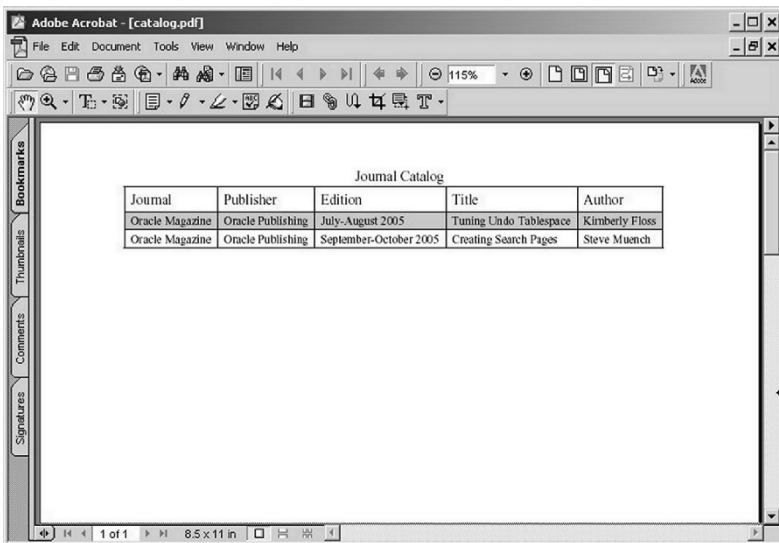 Adobe Acrobat - [catalog.pdf]
File Edit Document Tools View Window Help
115%
Adobe
Bookmarks
Thumbnails
Comments
Signatures
Journal Catalog
Journal Publisher Edition Title Author
Oracle Magazine Oracle Publishing July-August 2005 Tuning Undo Tablespace Kimberly Floss
Oracle Magazine Oracle Publishing September-October 2005 Creating Search Pages Steve Muench
1 of 1 8.5 x 11 in